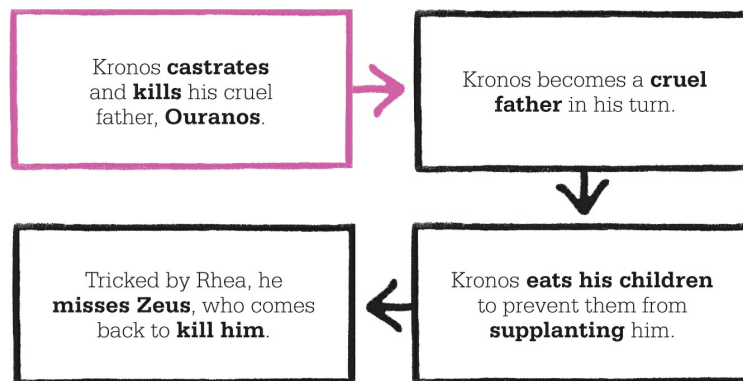 Kronos castrates
and kills his cruel
father, Ouranos.
Kronos becomes a cruel
father in his turn.
Kronos eats his children
to prevent them from
supplanting him.
Tricked by Rhea, he
misses Zeus, who comes
back to kill him.